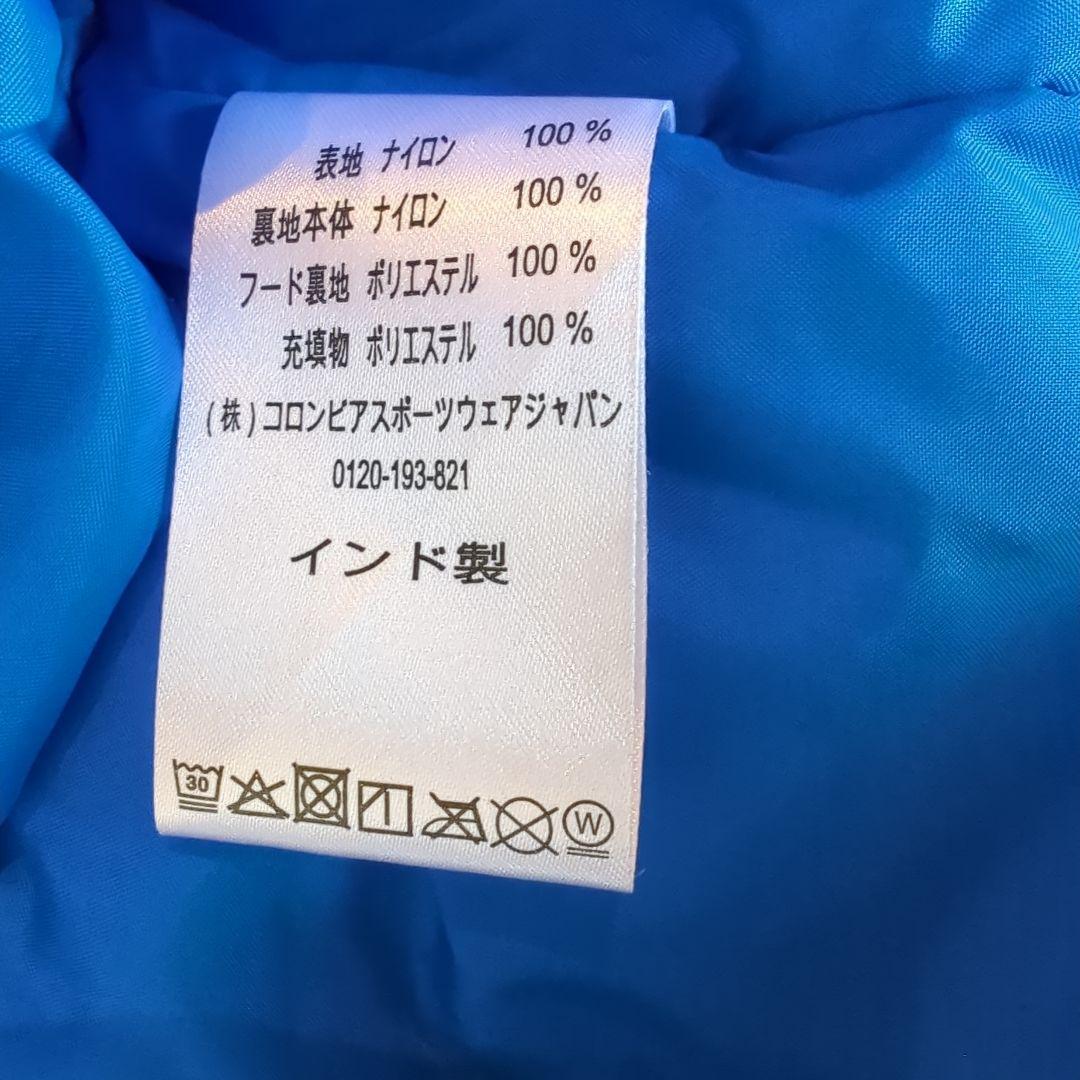 表地 ナイロン 100 %
裏地本体 ナイロン 100 %
フード裏地 ポリエステル 100 %
充填物 ポリエステル 100 %
(株)コロンビアスポーツウェアジャパン
0120-193-821
インド製
30 W